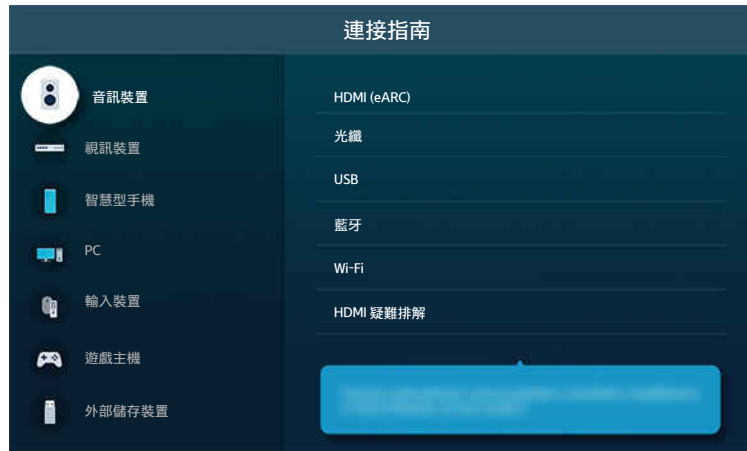 連接指南
音訊裝置
視訊裝置
智慧型手機
PC
輸入裝置
遊戲主機
外部儲存裝置
HDMI (eARC)
光纖
USB
藍牙
Wi-Fi
HDMI 疑難排解